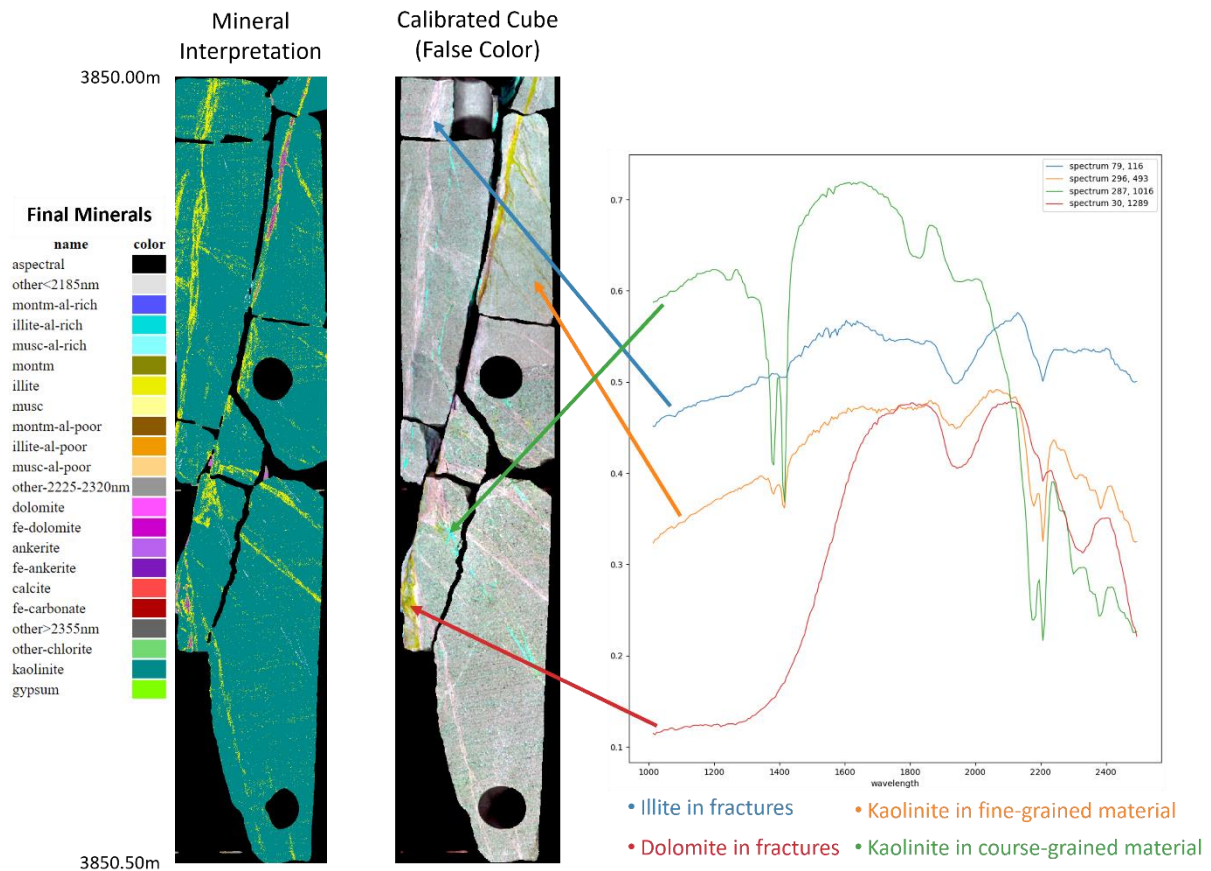 Mineral
Interpretation
Calibrated Cube
(False Color)
3850.00m
Final Minerals
name color
aspectral
other<2185nm
montm-al-rich
illite-al-rich
musc-al-rich
montm
illite
musc
montm-al-poor
illite-al-poor
musc-al-poor
other-2225-2320nm
dolomite
fe-dolomite
ankerite
fe-ankerite
calcite
fe-carbonate
other>2355nm
other-chlorite
kaolinite
gypsum
3850.50m
spectrum 79, 116
spectrum 296, 493
spectrum 287, 1016
spectrum 30, 1289
0.7
0.6
0.5
0.4
0.3
0.2
0.1
1000 1200 1400 1600 1800 2000 2200 2400
wavelength
• Illite in fractures • Kaolinite in fine-grained material
• Dolomite in fractures • Kaolinite in course-grained material